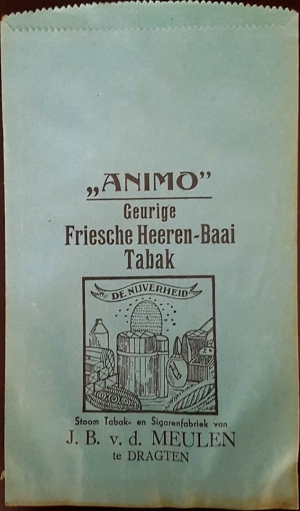 „ANIMO”
Geurige
Friesche Heeren-Baai
Tabak
DE NIJVERHEID
Stoom Tabak- en Sigarenfabriek van
J. B. v. d. MEULEN
te DRAGTEN